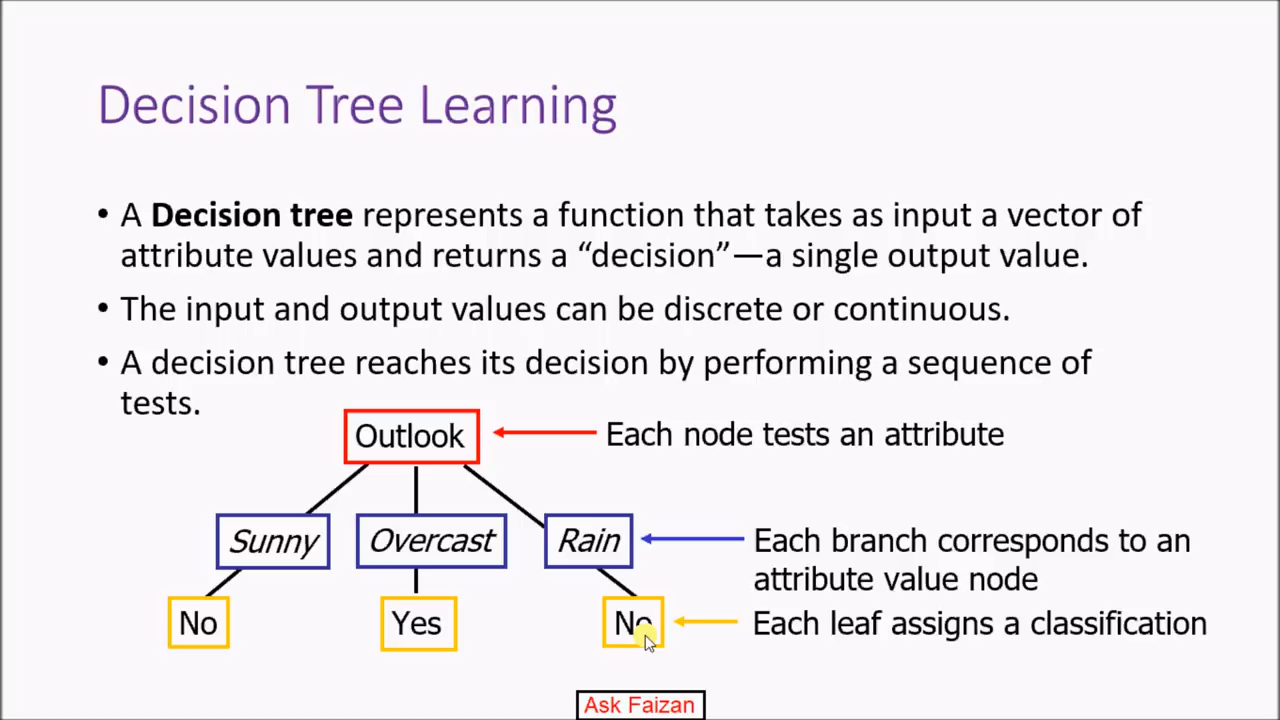 Decision Tree Learning
• A Decision tree represents a function that takes as input a vector of
attribute values and returns a “decision”—a single output value.
• The input and output values can be discrete or continuous.
• A decision tree reaches its decision by performing a sequence of
tests.
Outlook
Each node tests an attribute
Sunny
Overcast
Rain
Each branch corresponds to an
attribute value node
No
Yes
No
Each leaf assigns a classification
Ask Faizan